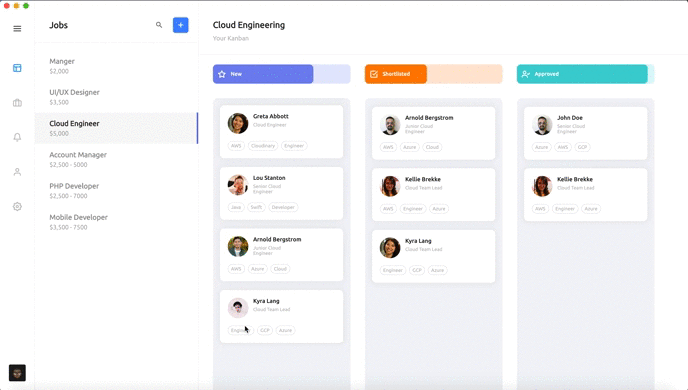 Jobs
Manger
$2,000
UI/UX Designer
$3,500
Cloud Engineer
$5,000
Account Manager
$2,500 - 5000
PHP Developer
$2,500 - 7000
Mobile Developer
$3,500 - 7500
Cloud Engineering
Your Kanban
New
Greta Abbott
Cloud Engineer
AWS Cloudinary Engineer
Lou Stanton
Senior Cloud
Engineer
Java Swift Developer
Arnold Bergstrom
Junior Cloud
Engineer
AWS Azure Cloud
Kyra Lang
Cloud Team Lead
Engineer GCP Azure
Shortlisted
Arnold Bergstrom
Junior Cloud
Engineer
AWS Azure Cloud
Kellie Brekke
Cloud Team Lead
AWS Engineer Azure
Kyra Lang
Cloud Team Lead
Engineer GCP Azure
Approved
John Doe
Senior Cloud
Engineer
Azure AWS GCP
Kellie Brekke
Cloud Team Lead
AWS Engineer Azure